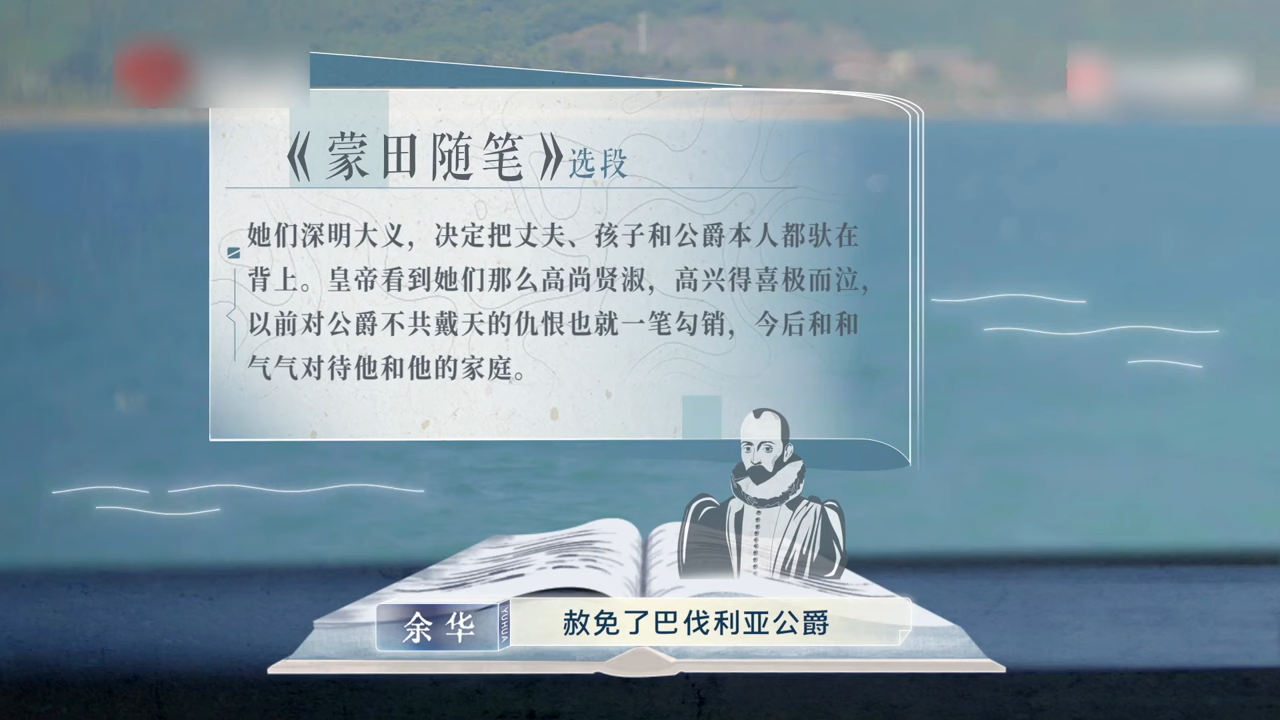 《蒙田随笔》选段
她们深明大义，决定把丈夫、孩子和公爵本人都驮在
背上。皇帝看到她们那么高尚贤淑，高兴得喜极而泣，
以前对公爵不共戴天的仇恨也就一笔勾销，今后和和
气气对待他和他的家庭。
余华 YUHUA 赦免了巴伐利亚公爵